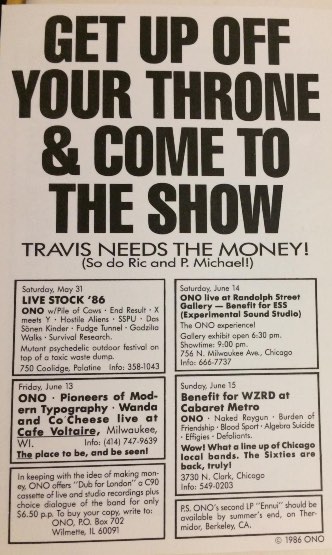 GET UP OFF
YOUR THRONE
& COME TO
THE SHOW
TRAVIS NEEDS THE MONEY!
(So do Ric and P. Michael!)
Saturday, May 31
LIVE STOCK '86
ONO w/Pile of Cows · End Result · X
meets Y · Hostile Aliens · SSPU · Das
Sönen Kinder · Fudge Tunnel · Godzilla
Walks · Survival Research.
Mutant psychedelic outdoor festival on
top of a toxic waste dump.
750 Coolidge, Palatine Info: 358-1043
Friday, June 13
ONO · Pioneers of Mod-
ern Typography · Wanda
and Co'Cheese live at
Cafe Voltaire, Milwaukee,
WI. Info: (414) 747-9639
The place to be, and be seen!
In keeping with the idea of making mon-
ey, ONO offers "Dub for London" a C90
cassette of live and studio recordings plus
choice dialogue of the band for only
$6.50 p.p. To buy your copy, write to:
ONO, P.O. Box 702
Wilmette, IL 60091
Saturday, June 14
ONO live at Randolph Street
Gallery — Benefit for ESS
(Experimental Sound Studio)
The ONO experience!
Gallery exhibit open 6:30 pm.
Showtime: 9:00 pm.
756 N. Milwaukee Ave., Chicago
Info: 666-7737
Sunday, June 15
Benefit for WZRD at
Cabaret Metro
ONO · Naked Raygun · Burden of
Friendship · Blood Sport · Algebra Suicide
· Effigies · Defoliants.
Wow! What a line up of Chicago
local bands. The Sixties are
back, truly!
3730 N. Clark, Chicago
Info: 549-0203
P.S. ONO's second LP "Ennui" should be
available by summer's end, on Ther-
midor, Berkeley, CA.
© 1986 ONO